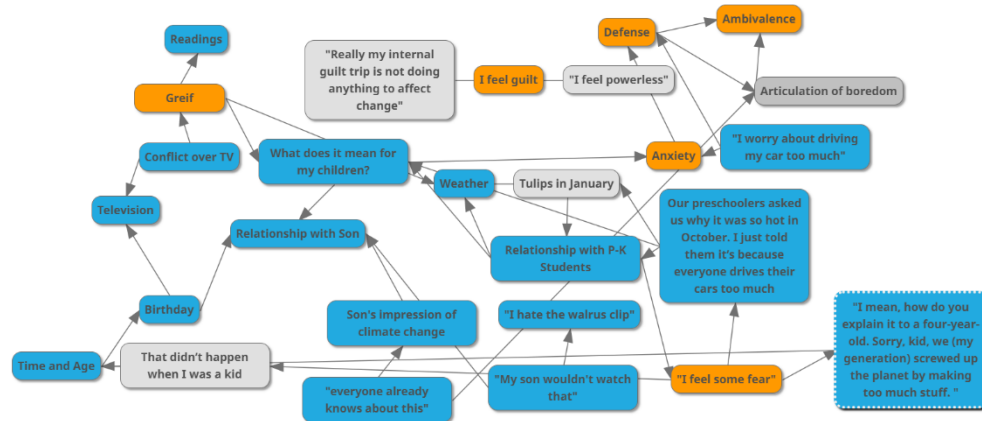 Ambivalence
Defense
Readings
"Really my internal
guilt trip is not doing
anything to affect
change"
I feel guilt
"I feel powerless"
Articulation of boredom
Greif
Conflict over TV
What does it mean for
my children?
Anxiety
"I worry about driving
my car too much"
Weather
Tulips in January
Television
Relationship with Son
Relationship with P-K
Students
Our preschoolers asked
us why it was so hot in
October. I just told
them it's because
everyone drives their
cars too much
Birthday
Son's impression of
climate change
"I hate the walrus clip"
"I mean, how do you
explain it to a four-year-
old. Sorry, kid, we (my
generation) screwed up
the planet by making
too much stuff. "
Time and Age
That didn't happen
when I was a kid
"everyone already
knows about this"
"My son wouldn't watch
that"
"I feel some fear"